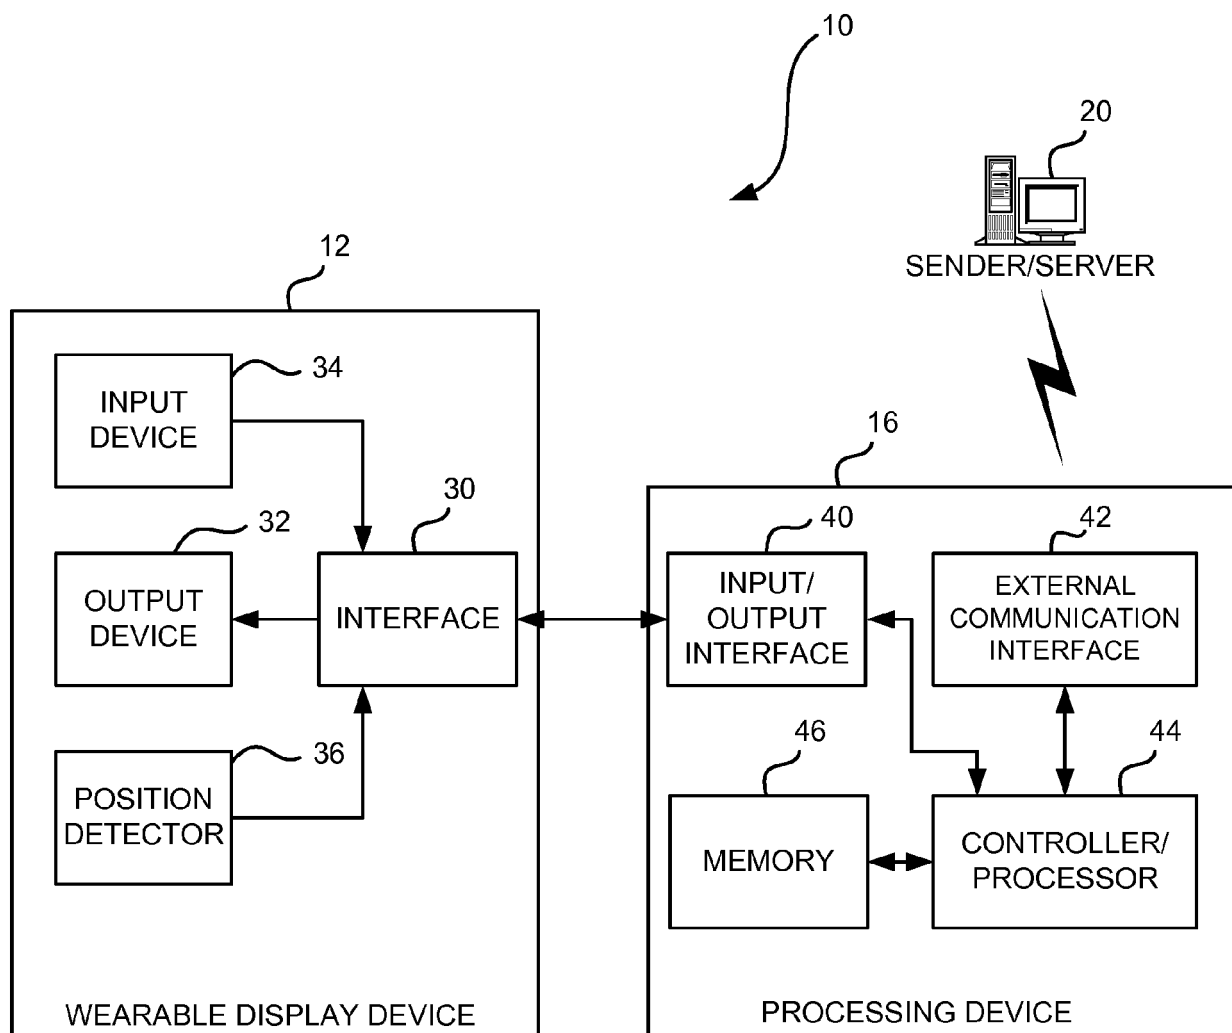 10
20
SENDER/SERVER
12
34
INPUT
DEVICE
16
32
30
40
42
OUTPUT
DEVICE
INTERFACE
INPUT/
OUTPUT
INTERFACE
EXTERNAL
COMMUNICATION
INTERFACE
36
46
44
POSITION
DETECTOR
MEMORY
CONTROLLER/
PROCESSOR
WEARABLE DISPLAY DEVICE
PROCESSING DEVICE